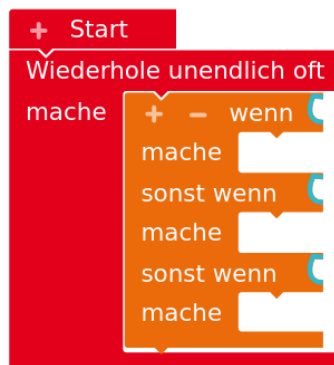 + Start
Wiederhole unendlich oft
mache
+ − wenn
mache
sonst wenn
mache
sonst wenn
mache